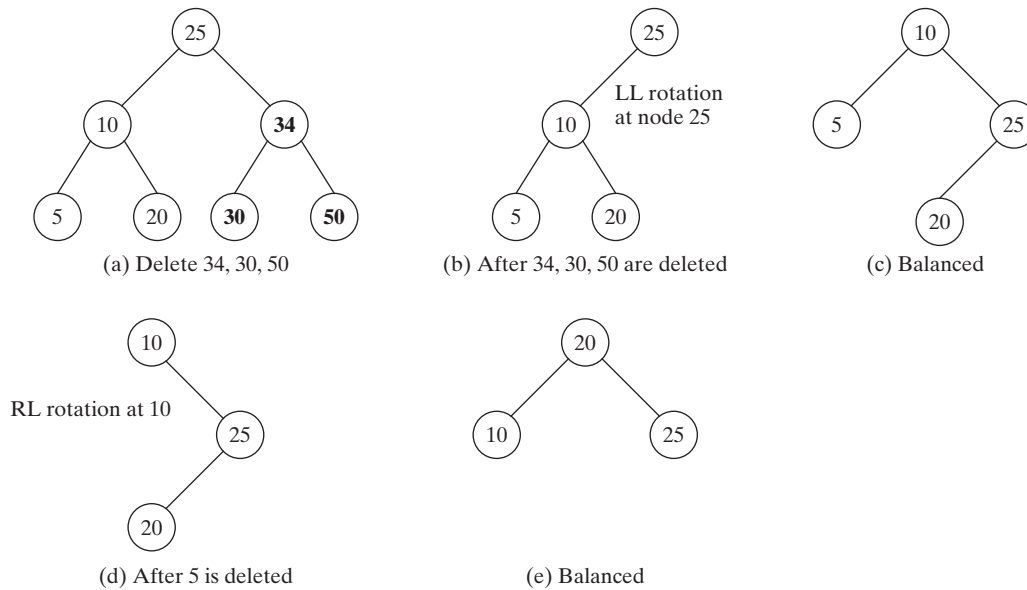 25
10
34
5
20
30
50
(a) Delete 34, 30, 50
25
LL rotation
at node 25
10
5
20
(b) After 34, 30, 50 are deleted
10
5
25
20
(c) Balanced
10
RL rotation at 10
25
20
(d) After 5 is deleted
20
10
25
(e) Balanced